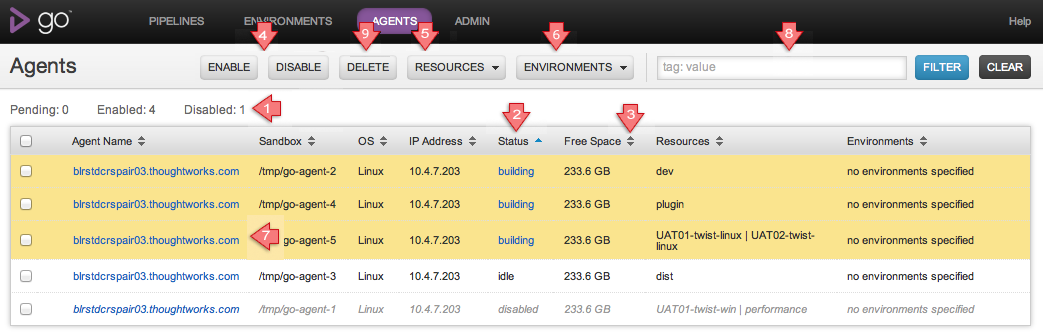 go PIPELINES ENVIRONMENTS AGENTS ADMIN Help
4 9 5 6 8
Agents ENABLE DISABLE DELETE RESOURCES ENVIRONMENTS tag: value FILTER CLEAR
Pending: 0 Enabled: 4 Disabled: 1 1 2 3
Agent Name Sandbox OS IP Address Status Free Space Resources Environments
blrstdcrspair03.thoughtworks.com /tmp/go-agent-2 Linux 10.4.7.203 building 233.6 GB dev no environments specified
blrstdcrspair03.thoughtworks.com /tmp/go-agent-4 Linux 10.4.7.203 building 233.6 GB plugin no environments specified
blrstdcrspair03.thoughtworks.com 7 go-agent-5 Linux 10.4.7.203 building 233.6 GB UAT01-twist-linux | UAT02-twist-linux no environments specified
blrstdcrspair03.thoughtworks.com /tmp/go-agent-3 Linux 10.4.7.203 idle 233.6 GB dist no environments specified
blrstdcrspair03.thoughtworks.com /tmp/go-agent-1 Linux 10.4.7.203 disabled 233.6 GB UAT01-twist-win | performance no environments specified